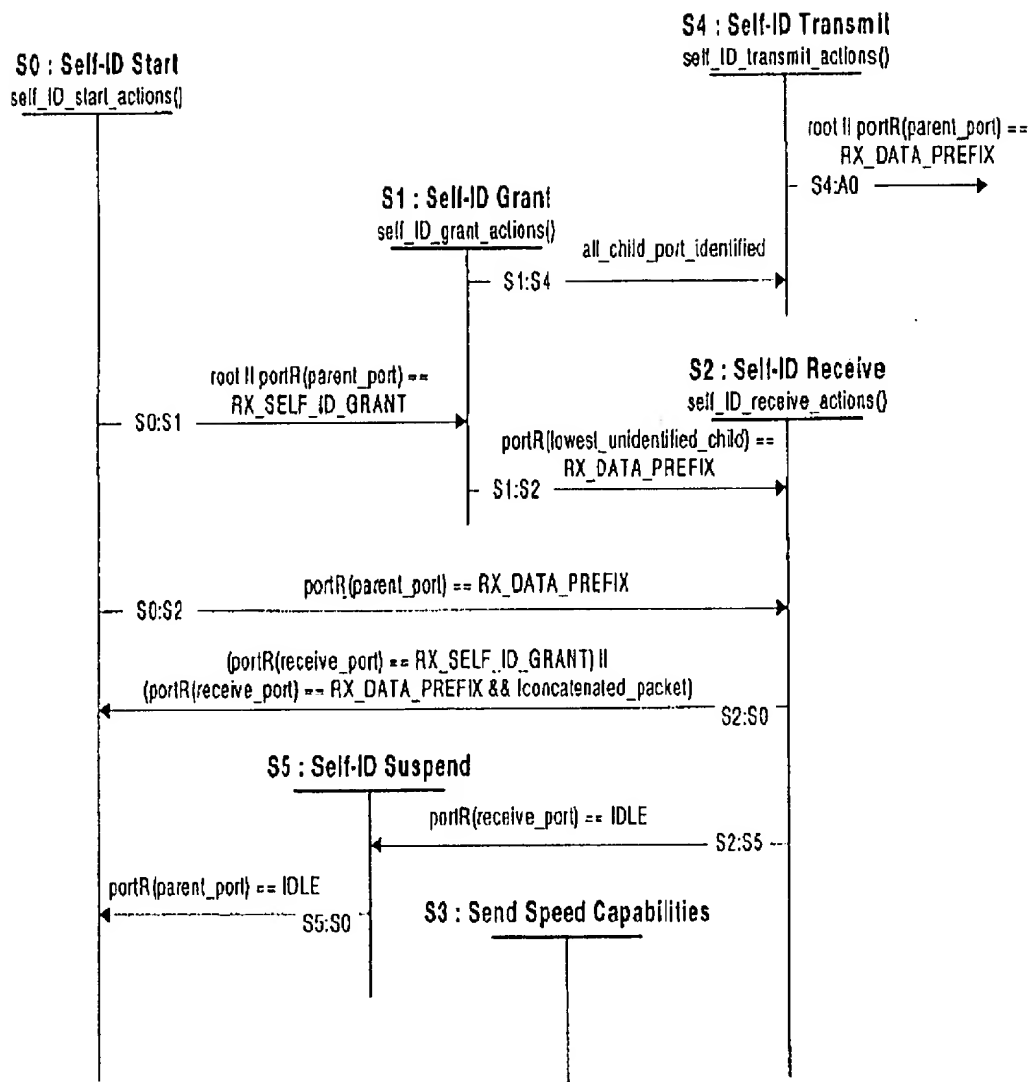 S4 : Self-ID Transmit
self_ID_transmit_actions()
S0 : Self-ID Start
self_ID_start_actions()
root || portR(parent_port) ==
RX_DATA_PREFIX
S4:A0
S1 : Self-ID Grant
self_ID_grant_actions()
all_child_port_identified
S1:S4
root || portR(parent_port) ==
RX_SELF_ID_GRANT
S0:S1
S2 : Self-ID Receive
self_ID_receive_actions()
portR(lowest_unidentified_child) ==
RX_DATA_PREFIX
S1:S2
portR(parent_port) == RX_DATA_PREFIX
S0:S2
(portR(receive_port) == RX_SELF_ID_GRANT) ||
(portR(receive_port) == RX_DATA_PREFIX && !concatenated_packet)
S2:S0
S5 : Self-ID Suspend
portR(receive_port) == IDLE
S2:S5
portR(parent_port) == IDLE
S5:S0
S3 : Send Speed Capabilities